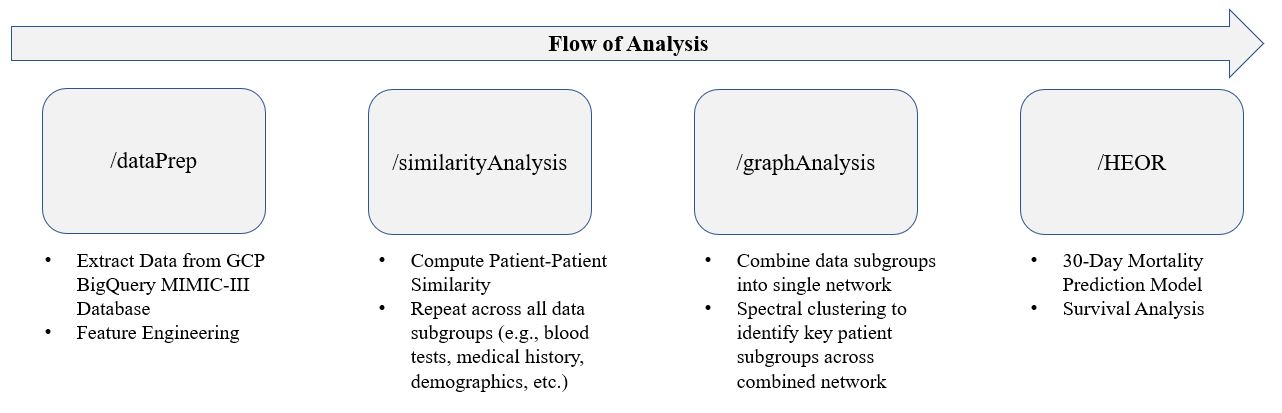 Flow of Analysis
/dataPrep
• Extract Data from GCP
BigQuery MIMIC-III
Database
• Feature Engineering
/similarityAnalysis
• Compute Patient-Patient
Similarity
• Repeat across all data
subgroups (e.g., blood
tests, medical history,
demographics, etc.)
/graphAnalysis
• Combine data subgroups
into single network
• Spectral clustering to
identify key patient
subgroups across
combined network
/HEOR
• 30-Day Mortality
Prediction Model
• Survival Analysis